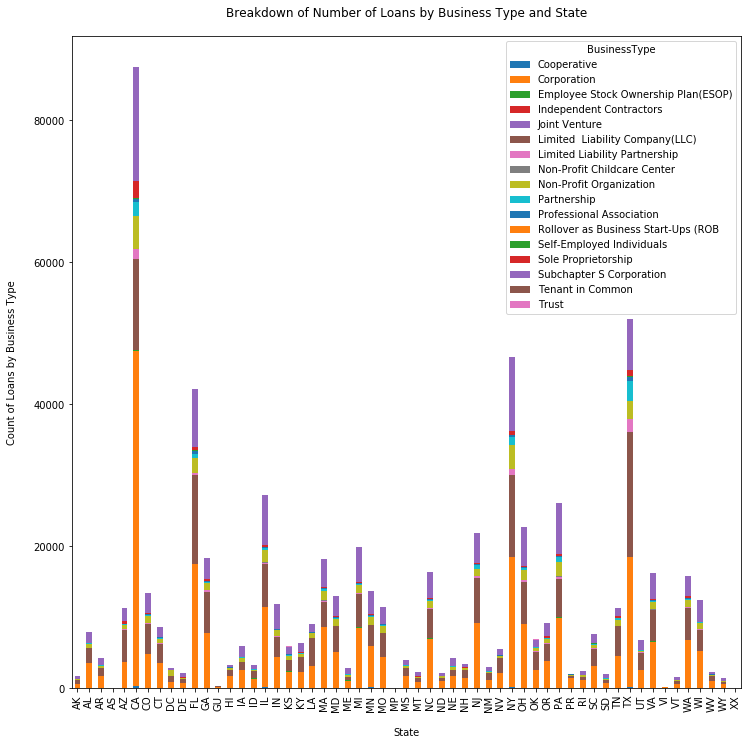 Breakdown of Number of Loans by Business Type and State
BusinessType
Cooperative
Corporation
Employee Stock Ownership Plan(ESOP)
Independent Contractors
Joint Venture
Limited  Liability Company(LLC)
Limited Liability Partnership
Non-Profit Childcare Center
Non-Profit Organization
Partnership
Professional Association
Rollover as Business Start-Ups (ROB
Self-Employed Individuals
Sole Proprietorship
Subchapter S Corporation
Tenant in Common
Trust
80000
60000
40000
20000
0
Count of Loans by Business Type
AK AL AR AS AZ CA CO CT DC DE FL GA GU HI IA ID IL IN KS KY LA MA MD ME MI MN MO MP MS MT NC ND NE NH NJ NM NV NY OH OK OR PA PR RI SC SD TN TX UT VA VI VT WA WI WV WY XX
State